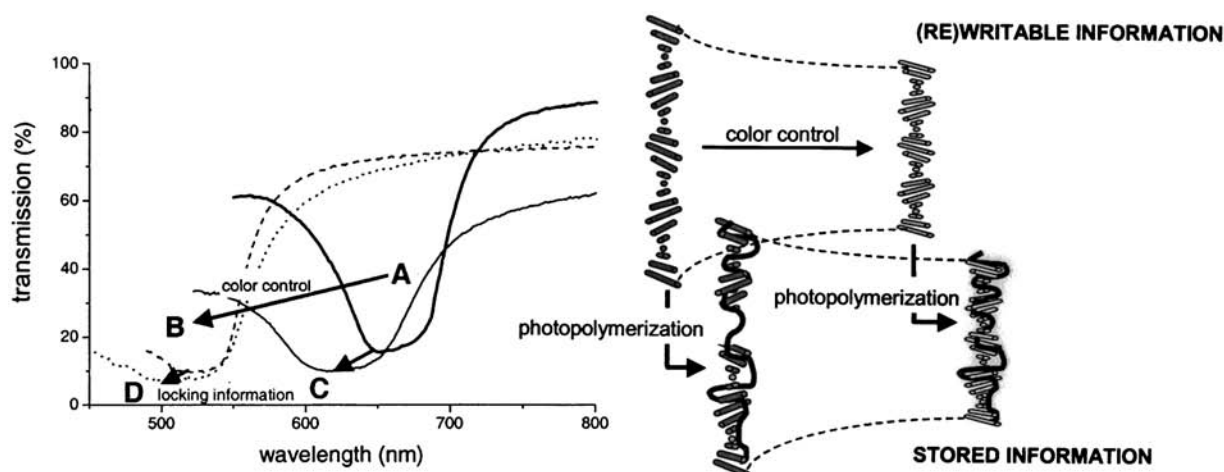 100
80
60
40
20
0
transmission (%)
500
600
700
800
wavelength (nm)
A
color control
B
D
locking information
C
(RE)WRITABLE INFORMATION
color control
photopolymerization
photopolymerization
STORED INFORMATION